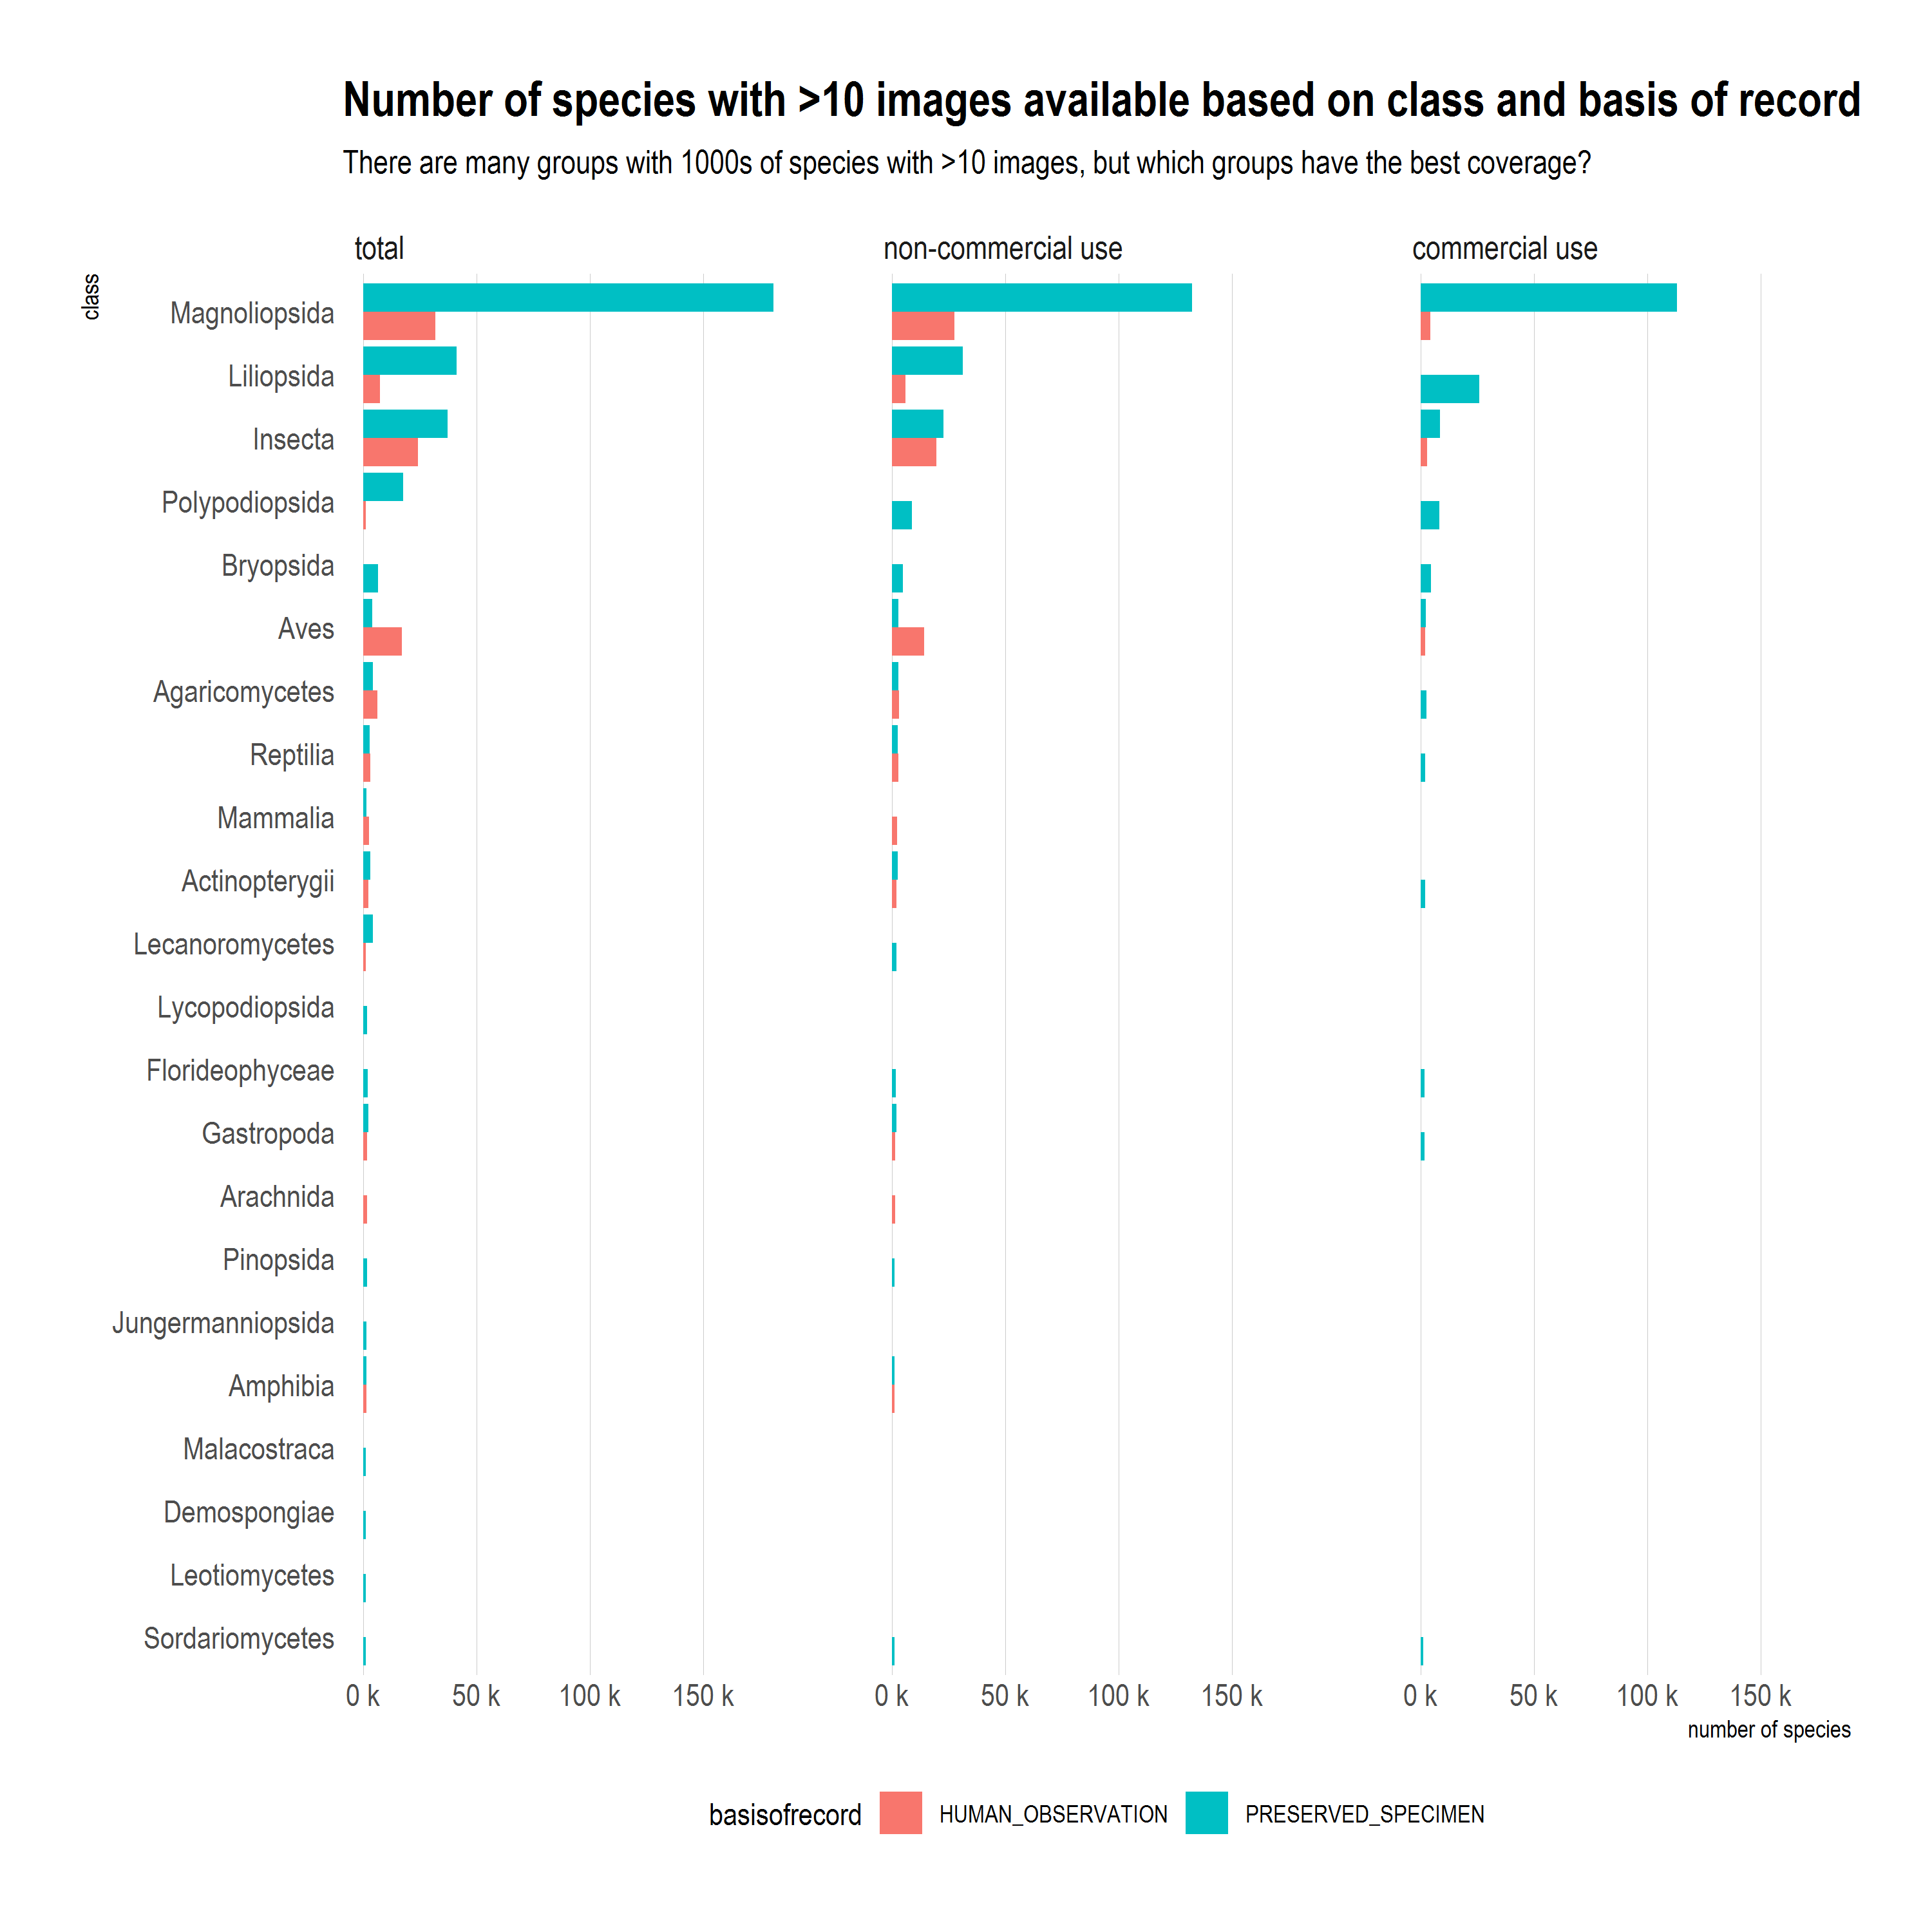 Number of species with >10 images available based on class and basis of record
There are many groups with 1000s of species with >10 images, but which groups have the best coverage?
total non-commercial use commercial use
class
Magnoliopsida
Liliopsida
Insecta
Polypodiopsida
Bryopsida
Aves
Agaricomycetes
Reptilia
Mammalia
Actinopterygii
Lecanoromycetes
Lycopodiopsida
Florideophyceae
Gastropoda
Arachnida
Pinopsida
Jungermanniopsida
Amphibia
Malacostraca
Demospongiae
Leotiomycetes
Sordariomycetes
0 k 50 k 100 k 150 k 0 k 50 k 100 k 150 k 0 k 50 k 100 k 150 k
number of species
basisofrecord HUMAN_OBSERVATION PRESERVED_SPECIMEN